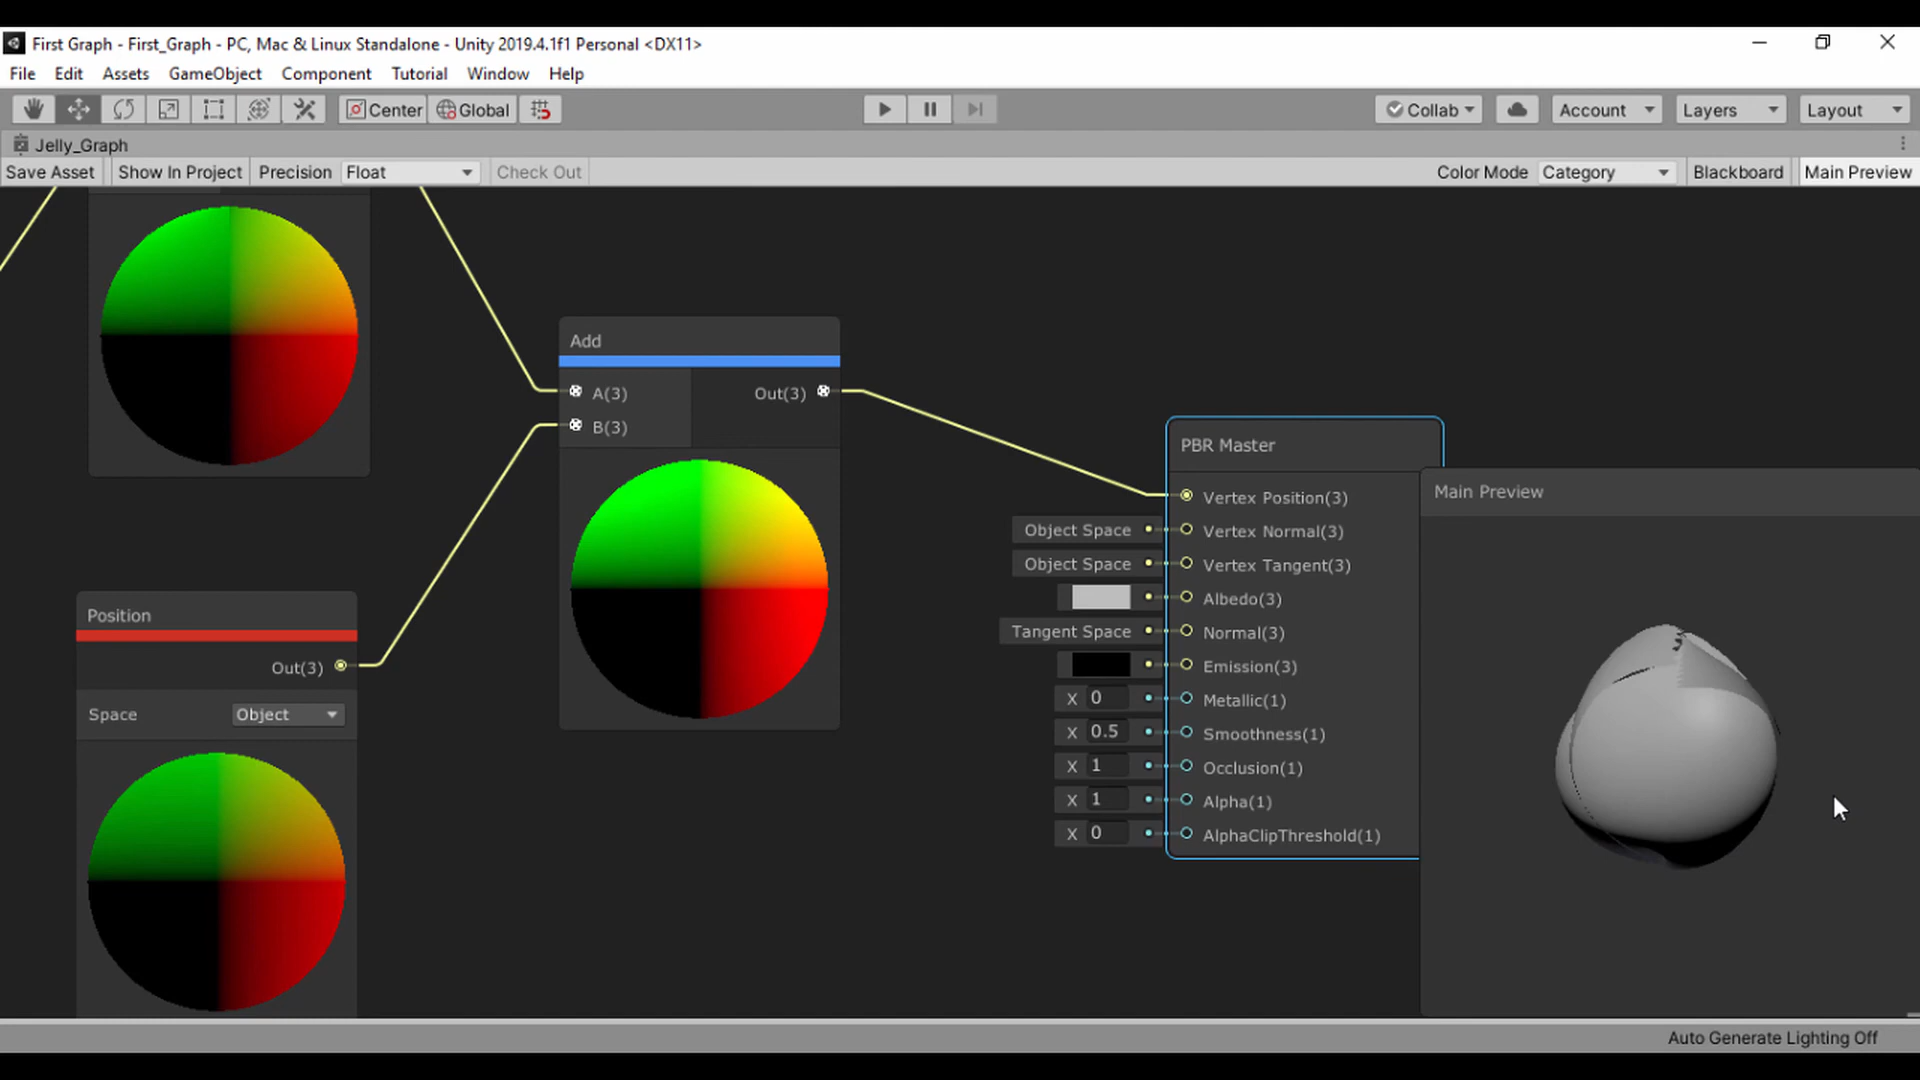 First Graph - First_Graph - PC, Mac & Linux Standalone - Unity 2019.4.1f1 Personal <DX11>
File Edit Assets GameObject Component Tutorial Window Help
Center Global Collab Account Layers Layout
Jelly_Graph
Save Asset Show In Project Precision Float Check Out Color Mode Category Blackboard Main Preview
Add
A(3) Out(3)
B(3)
Position
Out(3)
Space Object
PBR Master
Vertex Position(3)
Object Space Vertex Normal(3)
Object Space Vertex Tangent(3)
Albedo(3)
Tangent Space Normal(3)
Emission(3)
X 0 Metallic(1)
X 0.5 Smoothness(1)
X 1 Occlusion(1)
X 1 Alpha(1)
X 0 AlphaClipThreshold(1)
Main Preview
Auto Generate Lighting Off